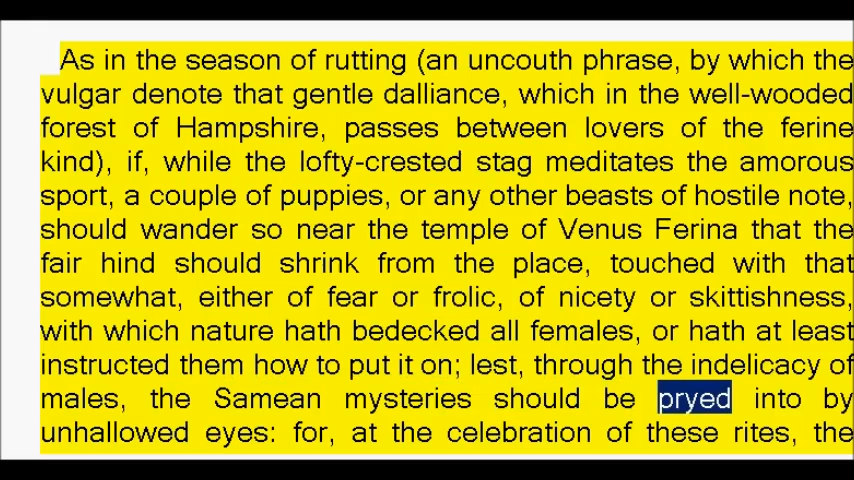 As in the season of rutting (an uncouth phrase, by which the
vulgar denote that gentle dalliance, which in the well-wooded
forest of Hampshire, passes between lovers of the ferine
kind), if, while the lofty-crested stag meditates the amorous
sport, a couple of puppies, or any other beasts of hostile note,
should wander so near the temple of Venus Ferina that the
fair hind should shrink from the place, touched with that
somewhat, either of fear or frolic, of nicety or skittishness,
with which nature hath bedecked all females, or hath at least
instructed them how to put it on; lest, through the indelicacy of
males, the Samean mysteries should be pryed into by
unhallowed eyes: for, at the celebration of these rites, the